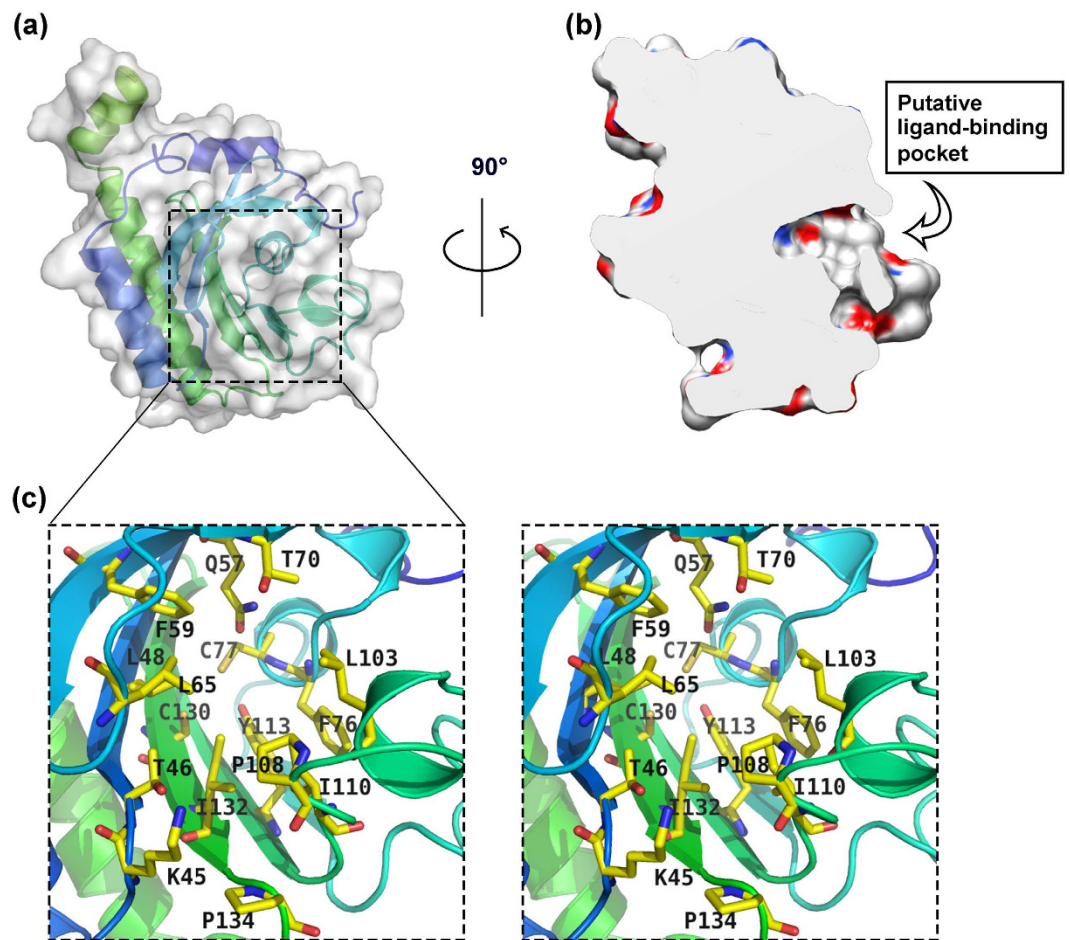 (a)
(b)
90°
Putative
ligand-binding
pocket
(c)
Q57
T70
F59
C77
L48
L103
L65
C130
Y113
F76
T46
P108
I110
I132
K45
P134
Q57
T70
F59
C77
L48
L103
L65
C130
Y113
F76
T46
P108
I110
I132
K45
P134